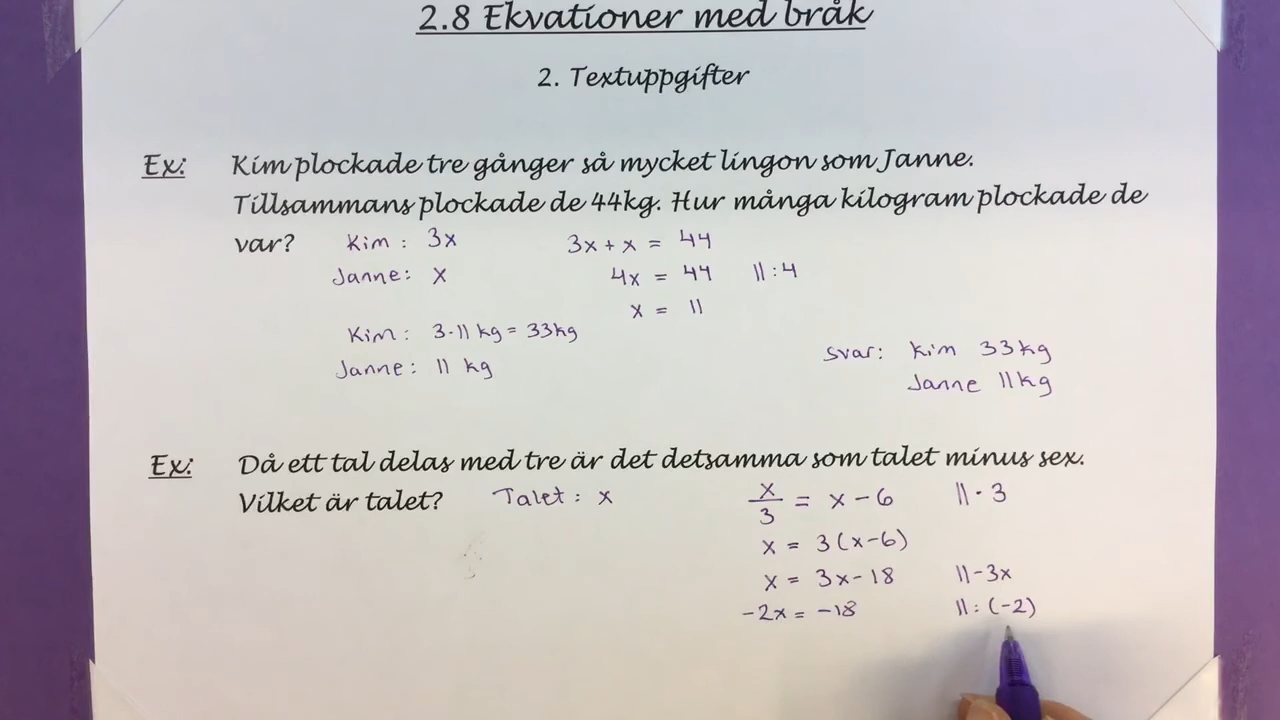 2.8 Ekvationer med bråk
2. Textuppgifter
Ex: Kim plockade tre gånger så mycket lingon som Janne.
Tillsammans plockade de 44kg. Hur många kilogram plockade de
var? Kim : 3x 3x + x = 44
Janne: x 4x = 44 || : 4
x = 11
Kim: 3·11 kg = 33kg
Janne: 11 kg
Svar: Kim 33kg
Janne 11kg
Ex: Då ett tal delas med tre är det detsamma som talet minus sex.
Vilket är talet? Talet: x x/3 = x - 6 || · 3
x = 3(x-6)
x = 3x-18 ||-3x
-2x = -18 ||: (-2)